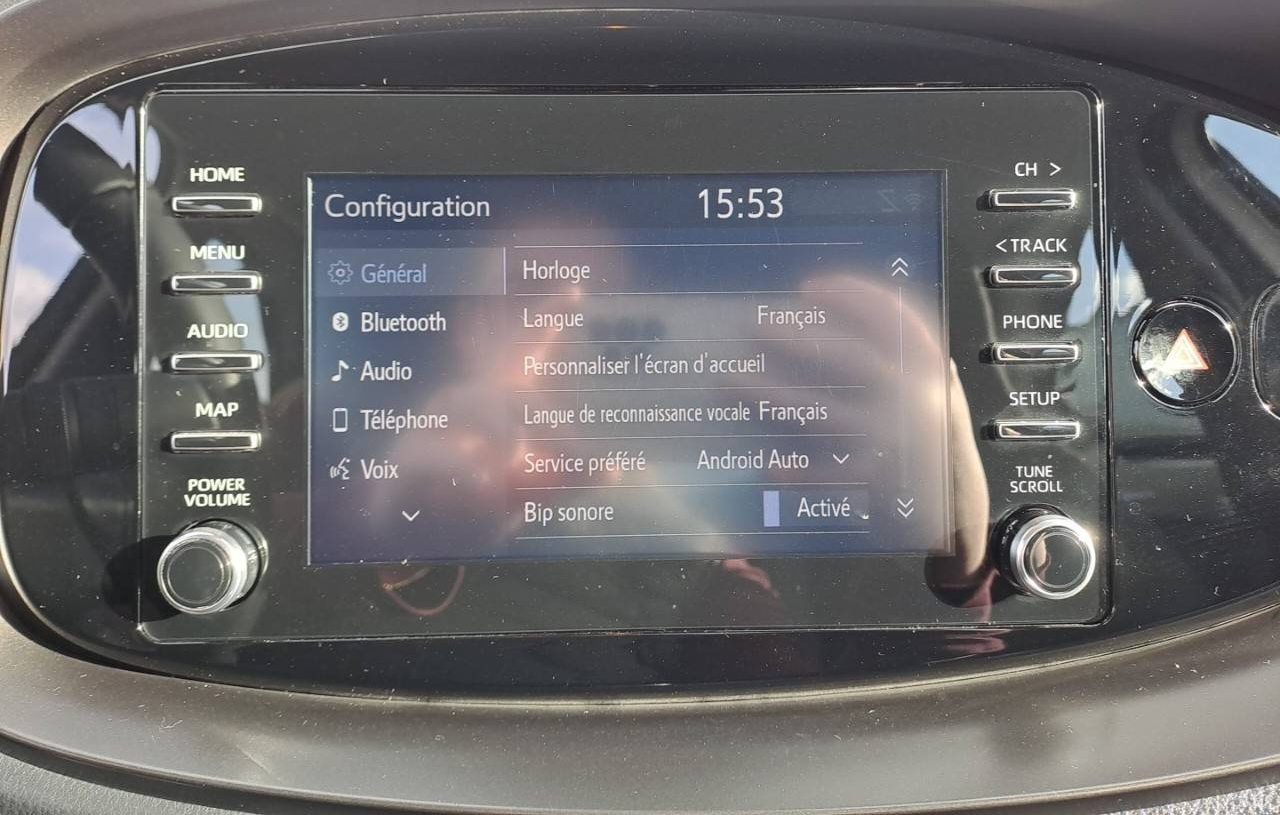 HOME
MENU
AUDIO
MAP
POWER
VOLUME
Configuration 15:53
Général
Bluetooth
Audio
Téléphone
Voix
Horloge
Langue Français
Personnaliser l'écran d'accueil
Langue de reconnaissance vocale Français
Service préféré Android Auto
Bip sonore Activé
CH >
< TRACK
PHONE
SETUP
TUNE
SCROLL